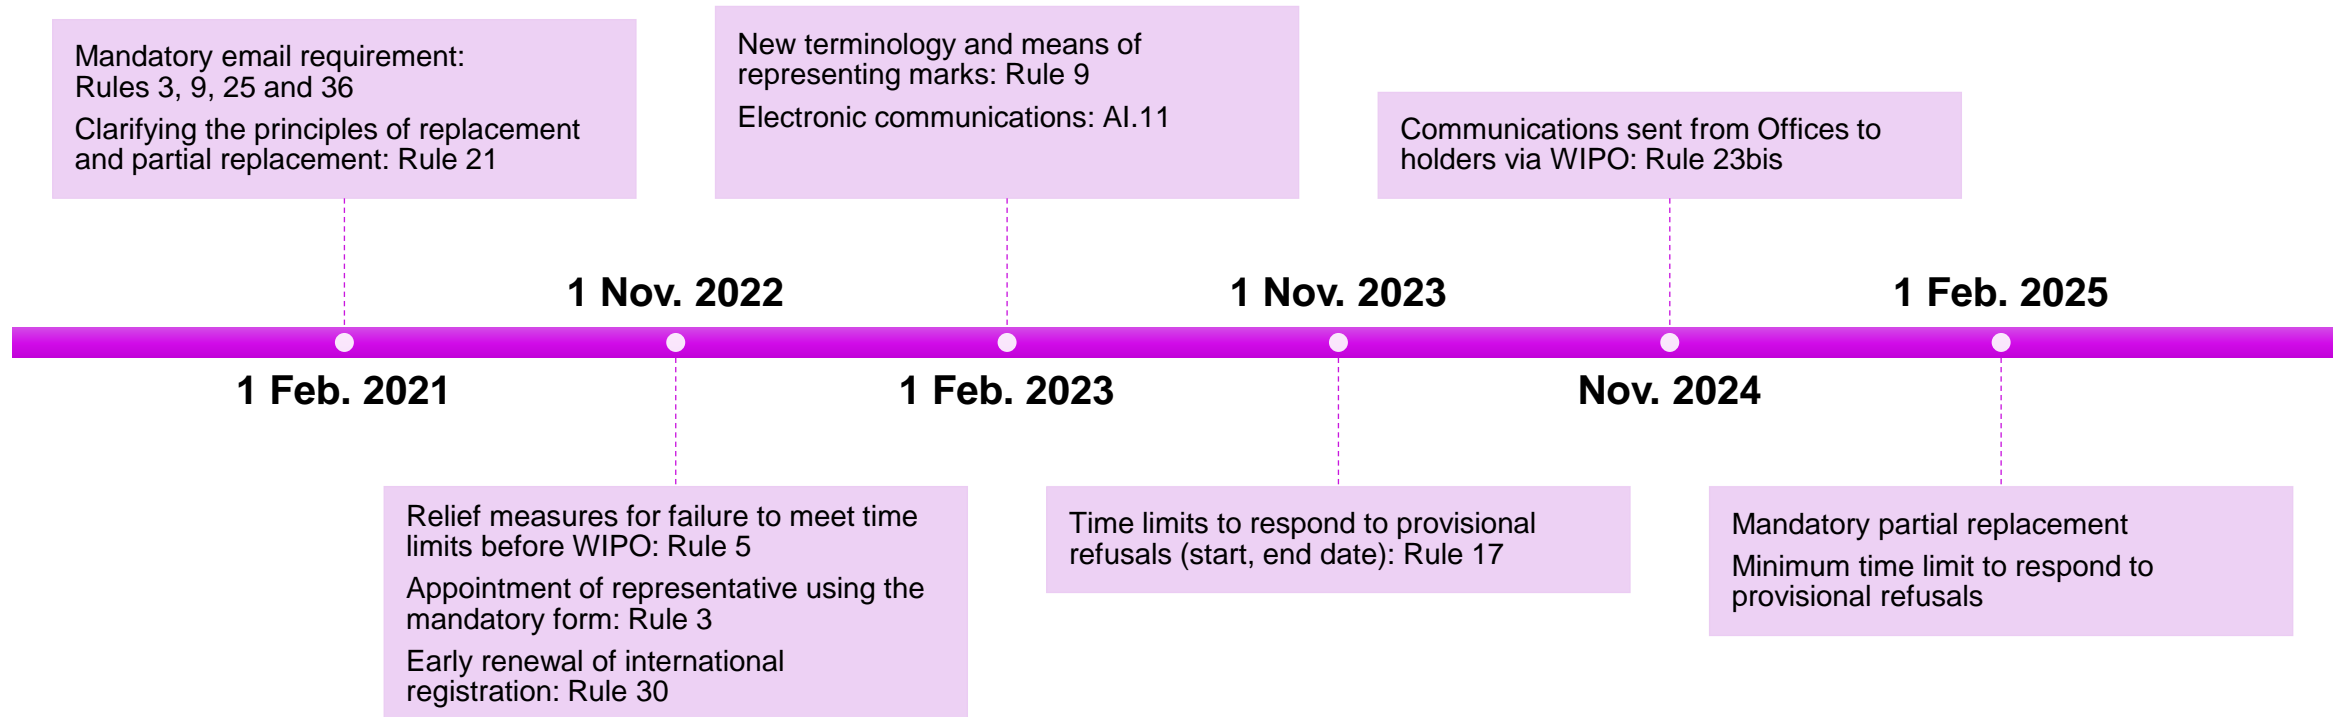 Mandatory email requirement:
Rules 3, 9, 25 and 36
Clarifying the principles of replacement
and partial replacement: Rule 21
New terminology and means of
representing marks: Rule 9
Electronic communications: AI.11
Communications sent from Offices to
holders via WIPO: Rule 23bis
1 Nov. 2022
1 Nov. 2023
1 Feb. 2025
1 Feb. 2021
1 Feb. 2023
Nov. 2024
Relief measures for failure to meet time
limits before WIPO: Rule 5
Appointment of representative using the
mandatory form: Rule 3
Early renewal of international
registration: Rule 30
Time limits to respond to provisional
refusals (start, end date): Rule 17
Mandatory partial replacement
Minimum time limit to respond to
provisional refusals